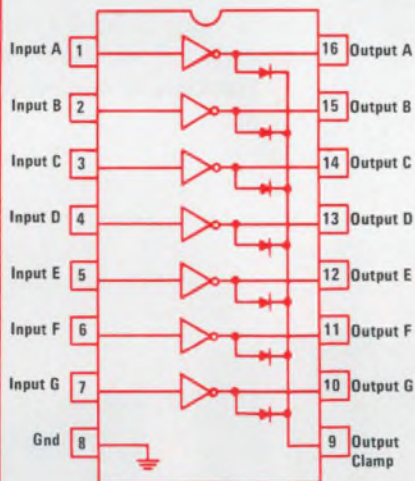 Input A 1 16 Output A
Input B 2 15 Output B
Input C 3 14 Output C
Input D 4 13 Output D
Input E 5 12 Output E
Input F 6 11 Output F
Input G 7 10 Output G
Gnd 8 9 Output
Clamp